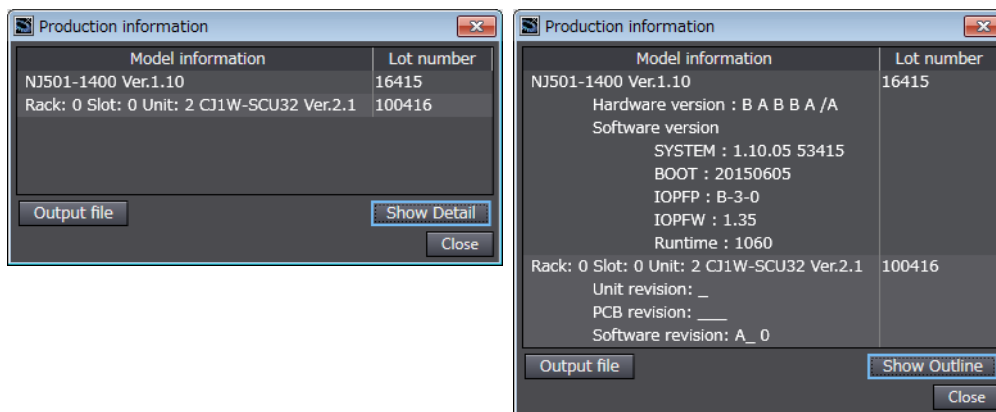 Production information
Model information Lot number
NJ501-1400 Ver.1.10 16415
Rack: 0 Slot: 0 Unit: 2 CJ1W-SCU32 Ver.2.1 100416
Output file Show Detail
Close
Production information
Model information Lot number
NJ501-1400 Ver.1.10 16415
Hardware version : B A B B A /A
Software version
SYSTEM : 1.10.05 53415
BOOT : 20150605
IOPFP : B-3-0
IOPFW : 1.35
Runtime : 1060
Rack: 0 Slot: 0 Unit: 2 CJ1W-SCU32 Ver.2.1 100416
Unit revision: _
PCB revision: ___
Software revision: A_ 0
Output file Show Outline
Close